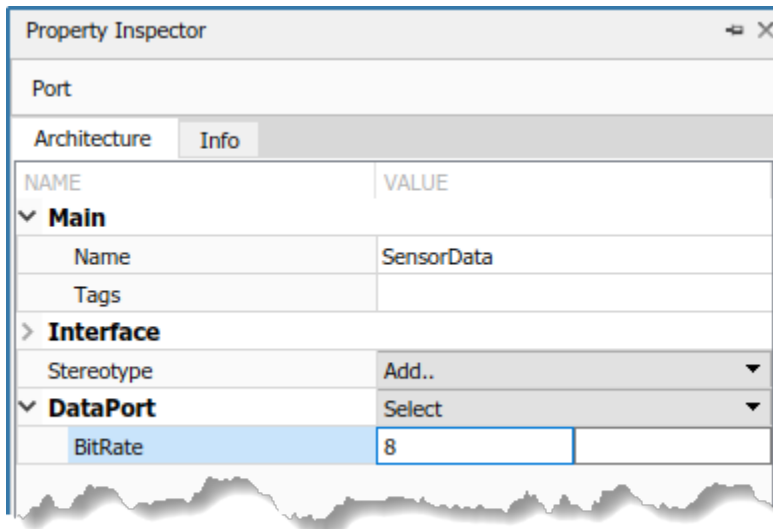 Property Inspector
Port
Architecture Info
NAME VALUE
Main
Name SensorData
Tags
Interface
Stereotype Add..
DataPort Select
BitRate 8